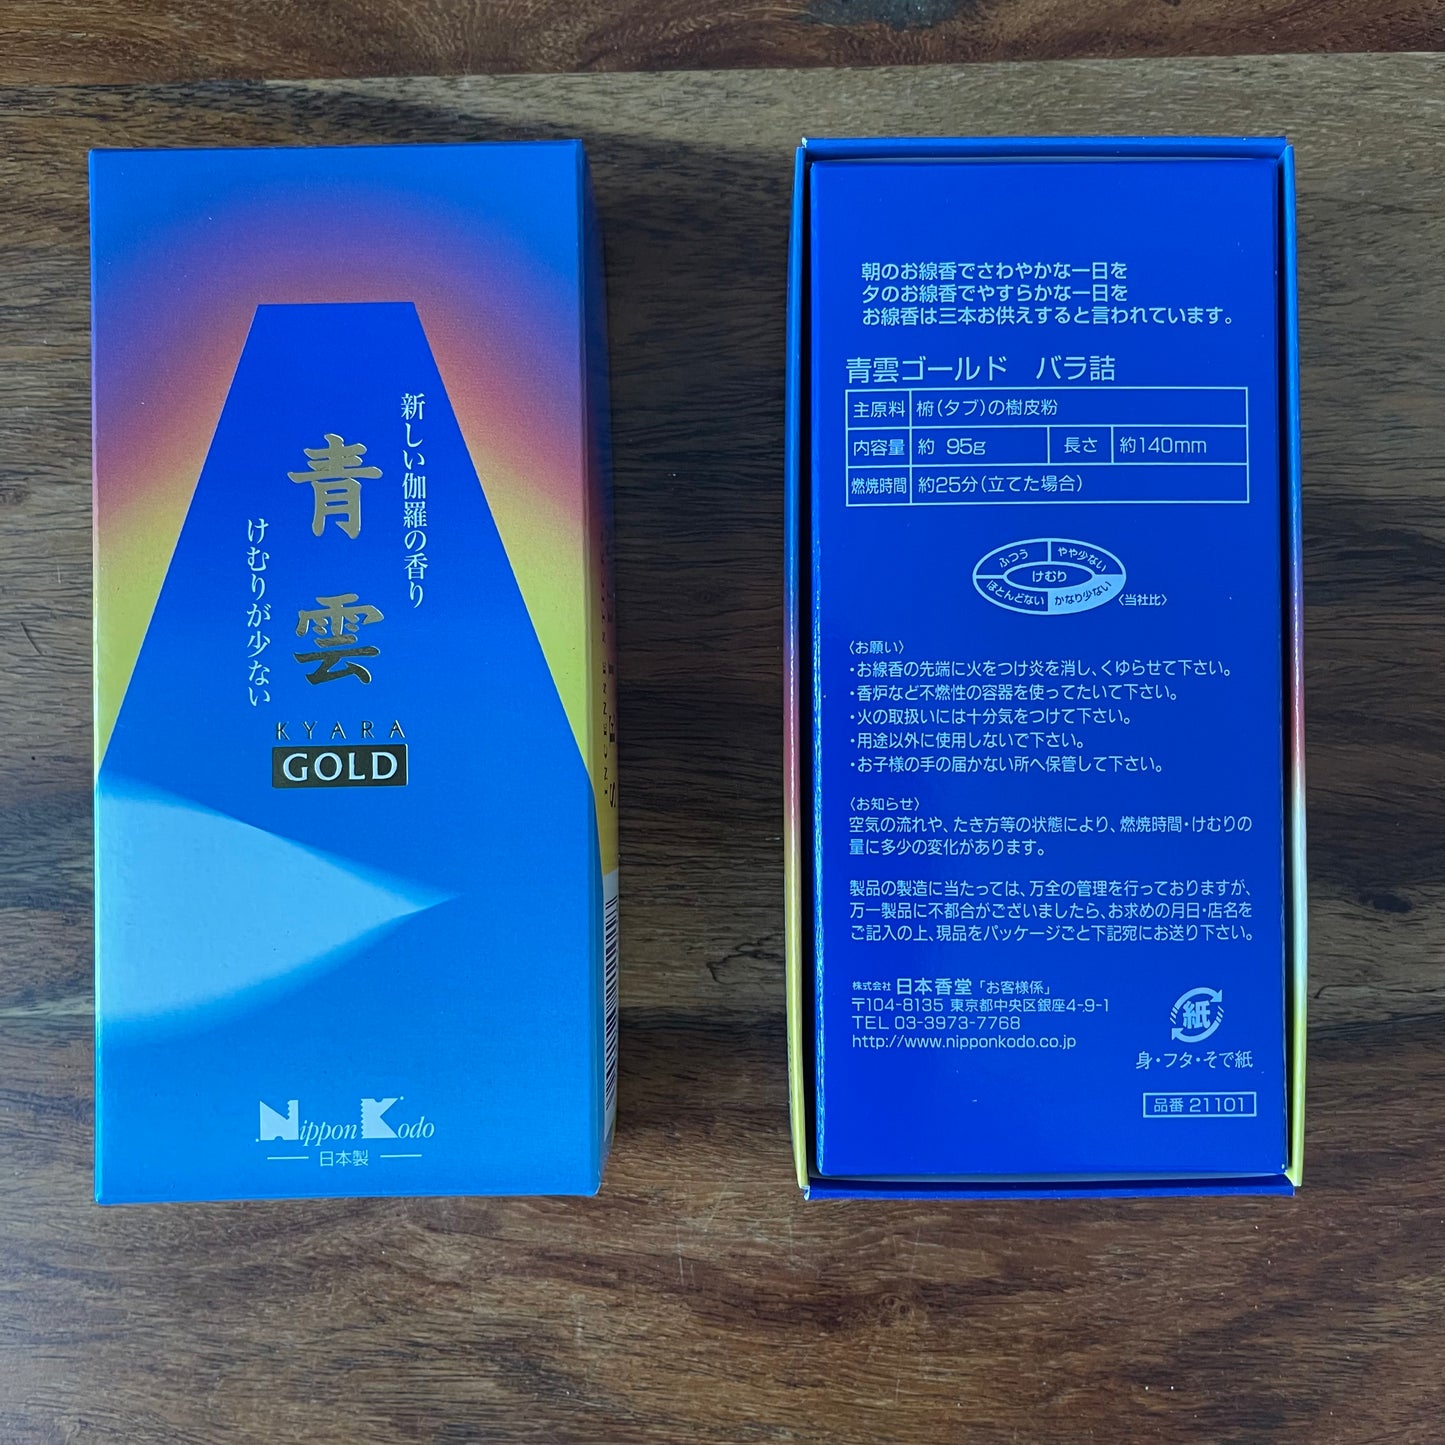 新しい伽羅の香り
青雲
けむりが少ない
KYARA
GOLD
Nippon Kodo
日本製
朝のお線香でさわやかな一日を
夕のお線香でやすらかな一日を
お線香は三本お供えすると言われています。
青雲ゴールド バラ詰
主原料 椨(タブ)の樹皮粉
内容量 約 95g 長さ 約140mm
燃焼時間 約25分(立てた場合)
ふつう やや少ない
けむり
ほとんどない かなり少ない 〈当社比〉
〈お願い〉
・お線香の先端に火をつけ炎を消し、くゆらせて下さい。
・香炉など不燃性の容器を使ってたいて下さい。
・火の取扱いには十分気をつけて下さい。
・用途以外に使用しないで下さい。
・お子様の手の届かない所へ保管して下さい。
〈お知らせ〉
空気の流れや、たき方等の状態により、燃焼時間・けむりの
量に多少の変化があります。
製品の製造に当たっては、万全の管理を行っておりますが、
万一製品に不都合がございましたら、お求めの月日・店名を
ご記入の上、現品をパッケージごと下記宛にお送り下さい。
株式会社 日本香堂「お客様係」
〒104-8135 東京都中央区銀座4-9-1
TEL 03-3973-7768
http://www.nipponkodo.co.jp
紙
身・フタ・そで紙
品番 21101